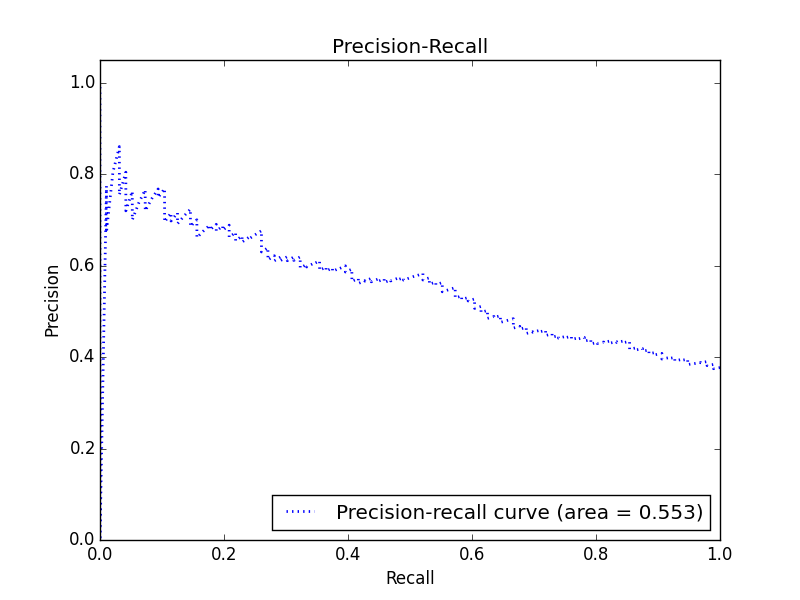 Precision-Recall
1.0
0.8
0.6
0.4
0.2
0.0
Precision
0.0 0.2 0.4 0.6 0.8 1.0
Recall
Precision-recall curve (area = 0.553)